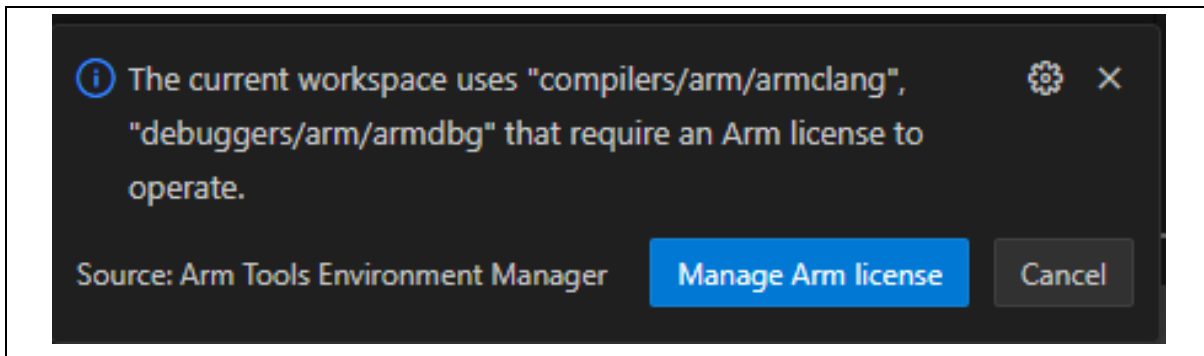 The current workspace uses "compilers/arm/armclang",
"debuggers/arm/armdbg" that require an Arm license to
operate.
Source: Arm Tools Environment Manager
Manage Arm license
Cancel